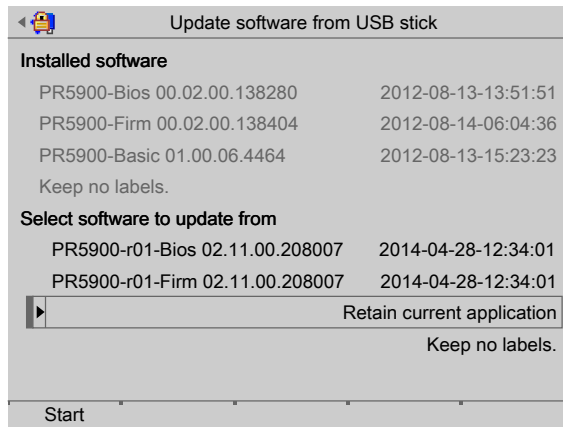 Update software from USB stick
Installed software
PR5900-Bios 00.02.00.138280 2012-08-13-13:51:51
PR5900-Firm 00.02.00.138404 2012-08-14-06:04:36
PR5900-Basic 01.00.06.4464 2012-08-13-15:23:23
Keep no labels.
Select software to update from
PR5900-r01-Bios 02.11.00.208007 2014-04-28-12:34:01
PR5900-r01-Firm 02.11.00.208007 2014-04-28-12:34:01
Retain current application
Keep no labels.
Start